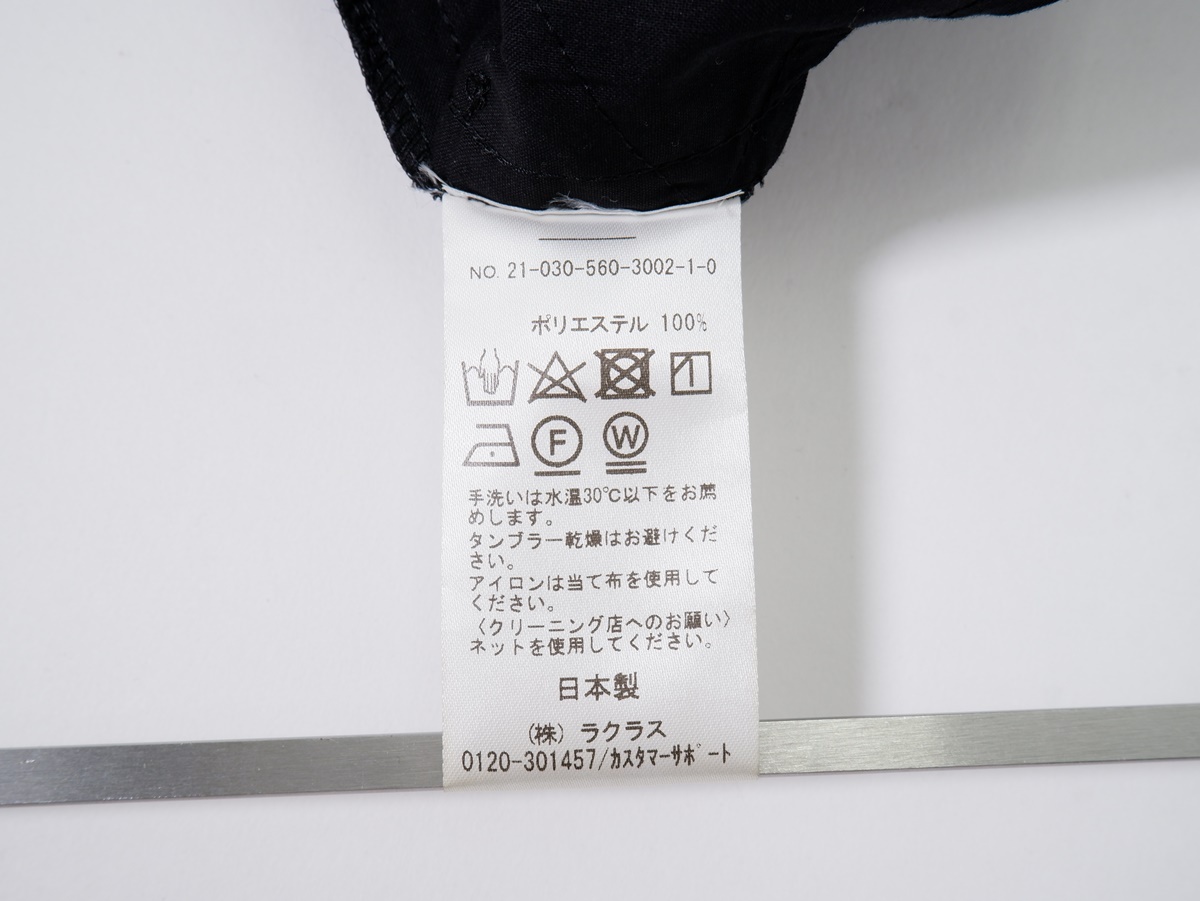 NO. 21-030-560-3002-1-0
ポリエステル 100%
F W
手洗いは水温30℃以下をお薦
めします。
タンブラー乾燥はお避けくだ
さい。
アイロンは当て布を使用して
ください。
〈クリーニング店へのお願い〉
ネットを使用してください。
日本製
(株) ラクラス
0120-301457/カスタマーサポート